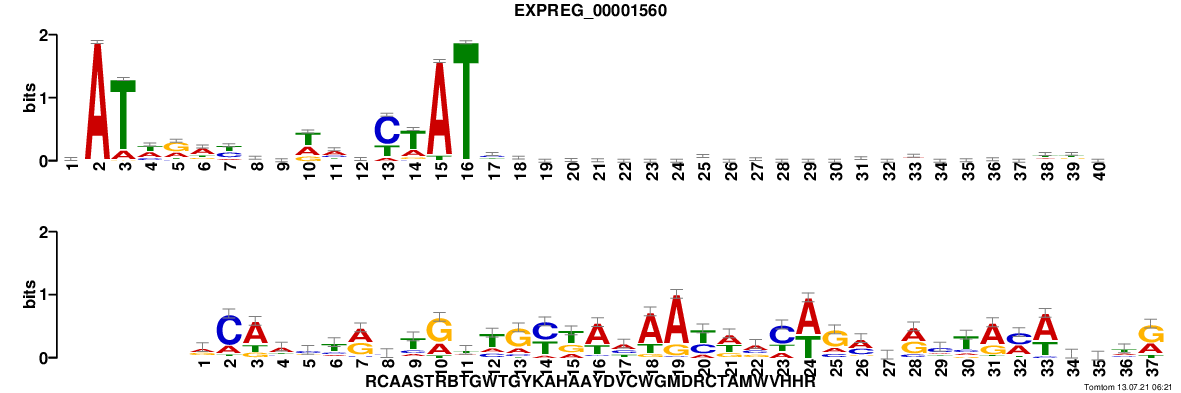 EXPREG_00001560
2
1
0
bits
1 2 3 4 5 6 7 8 9 10 11 12 13 14 15 16 17 18 19 20 21 22 23 24 25 26 27 28 29 30 31 32 33 34 35 36 37 38 39 40
2
1
0
bits
1 2 3 4 5 6 7 8 9 10 11 12 13 14 15 16 17 18 19 20 21 22 23 24 25 26 27 28 29 30 31 32 33 34 35 36 37
RCAASTRBTGWTGYKAHAAYDVCWGMDRCTAMWVHHR
Tomtom 13.07.21 06:21